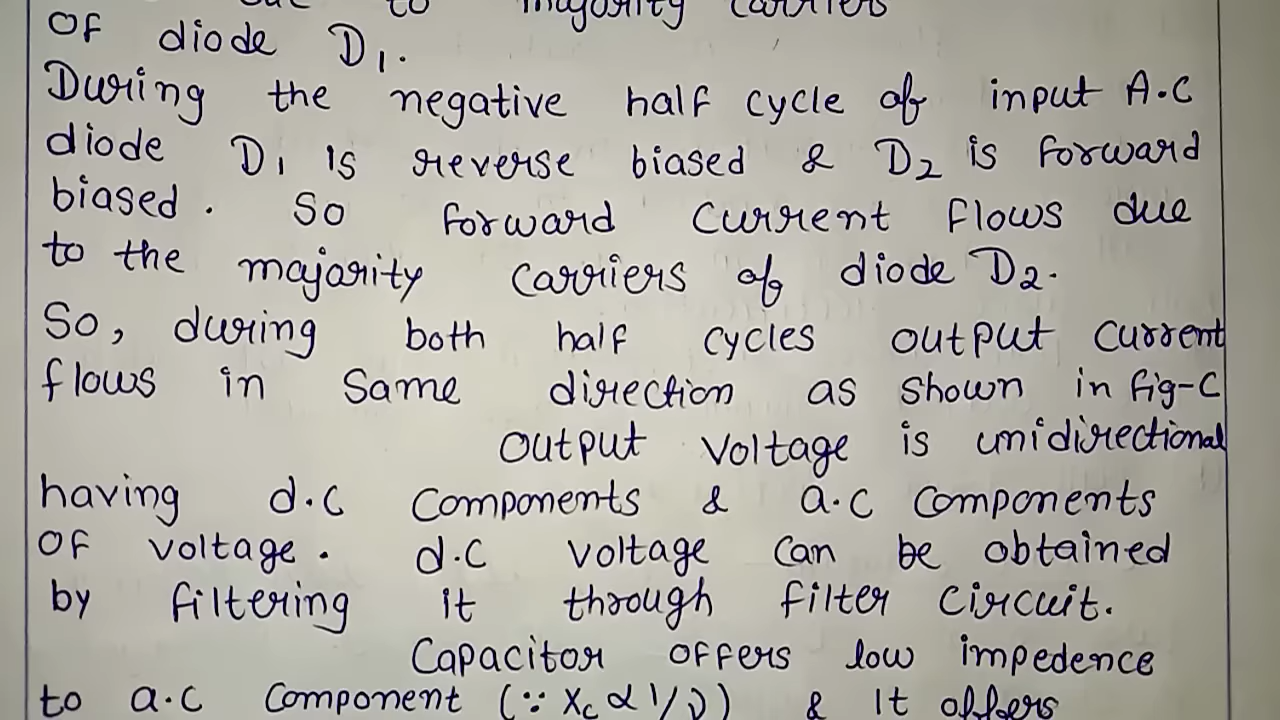 to majority carriers
of diode D₁.
During the negative half cycle of input A.C
diode D₁ is reverse biased & D₂ is forward
biased. So forward current flows due
to the majority carriers of diode D₂.
So, during both half cycles output current
flows in same direction as shown in fig-C
Output voltage is unidirectional
having d.c components & a.c components
of voltage. d.c voltage can be obtained
by filtering it through filter circuit.
Capacitor offers low impedence
to a.c component (∵ Xc ∝ 1/ν) & it offers